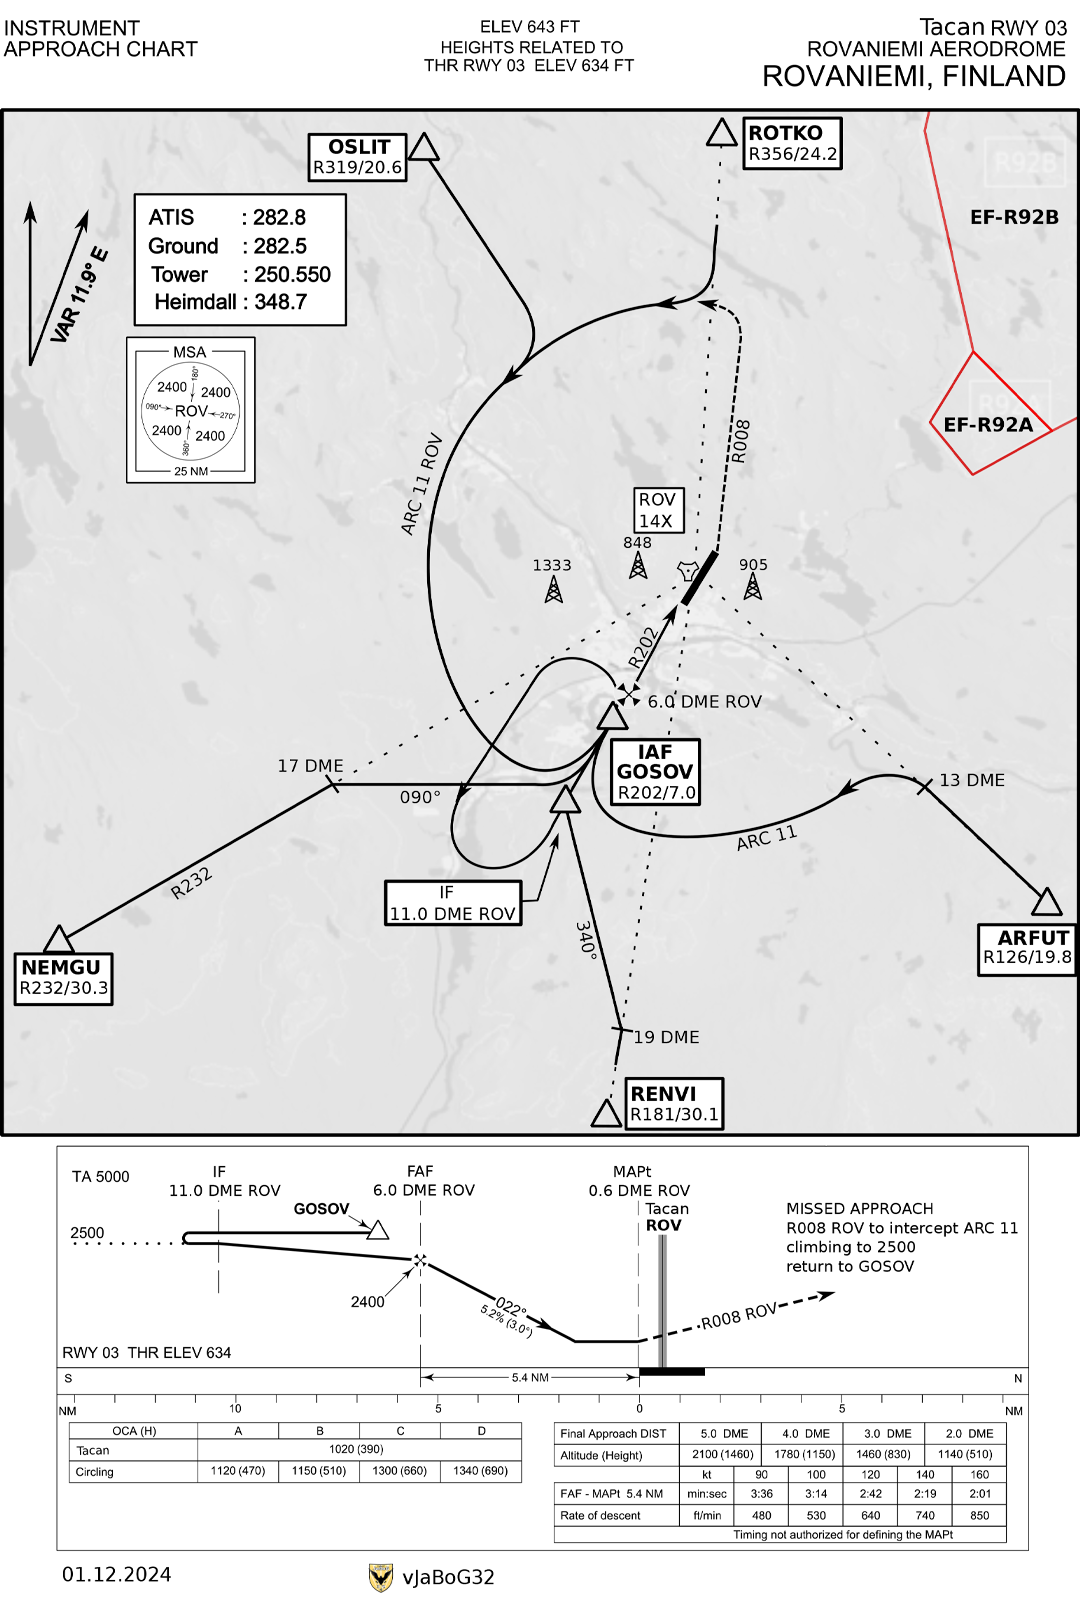 INSTRUMENT
APPROACH CHART
ELEV 643 FT
HEIGHTS RELATED TO
THR RWY 03 ELEV 634 FT
Tacan RWY 03
ROVANIEMI AERODROME
ROVANIEMI, FINLAND
OSLIT
R319/20.6
ROTKO
R356/24.2
R92B
EF-R92B
ATIS : 282.8
Ground : 282.5
Tower : 250.550
Heimdall : 348.7
VAR 11.9° E
MSA
180°
2400 2400
090° ROV 270°
2400 2400
360°
25 NM
R92A
EF-R92A
ARC 11 ROV
R008
ROV
14X
848
1333
905
R202
6.0 DME ROV
IAF
GOSOV
R202/7.0
17 DME
090°
13 DME
ARC 11
R232
IF
11.0 DME ROV
340°
NEMGU
R232/30.3
ARFUT
R126/19.8
19 DME
RENVI
R181/30.1
TA 5000
IF
11.0 DME ROV
FAF
6.0 DME ROV
MAPt
0.6 DME ROV
Tacan
ROV
GOSOV
2500
2400
022°
5.2% (3.0°)
R008 ROV
MISSED APPROACH
R008 ROV to intercept ARC 11
climbing to 2500
return to GOSOV
RWY 03 THR ELEV 634
S 5.4 NM N
NM 10 5 0 5 NM
OCA (H) A B C D
Tacan 1020 (390)
Circling 1120 (470) 1150 (510) 1300 (660) 1340 (690)
Final Approach DIST 5.0 DME 4.0 DME 3.0 DME 2.0 DME
Altitude (Height) 2100 (1460) 1780 (1150) 1460 (830) 1140 (510)
kt 90 100 120 140 160
FAF - MAPt 5.4 NM min:sec 3:36 3:14 2:42 2:19 2:01
Rate of descent ft/min 480 530 640 740 850
Timing not authorized for defining the MAPt
01.12.2024
vJaBoG32